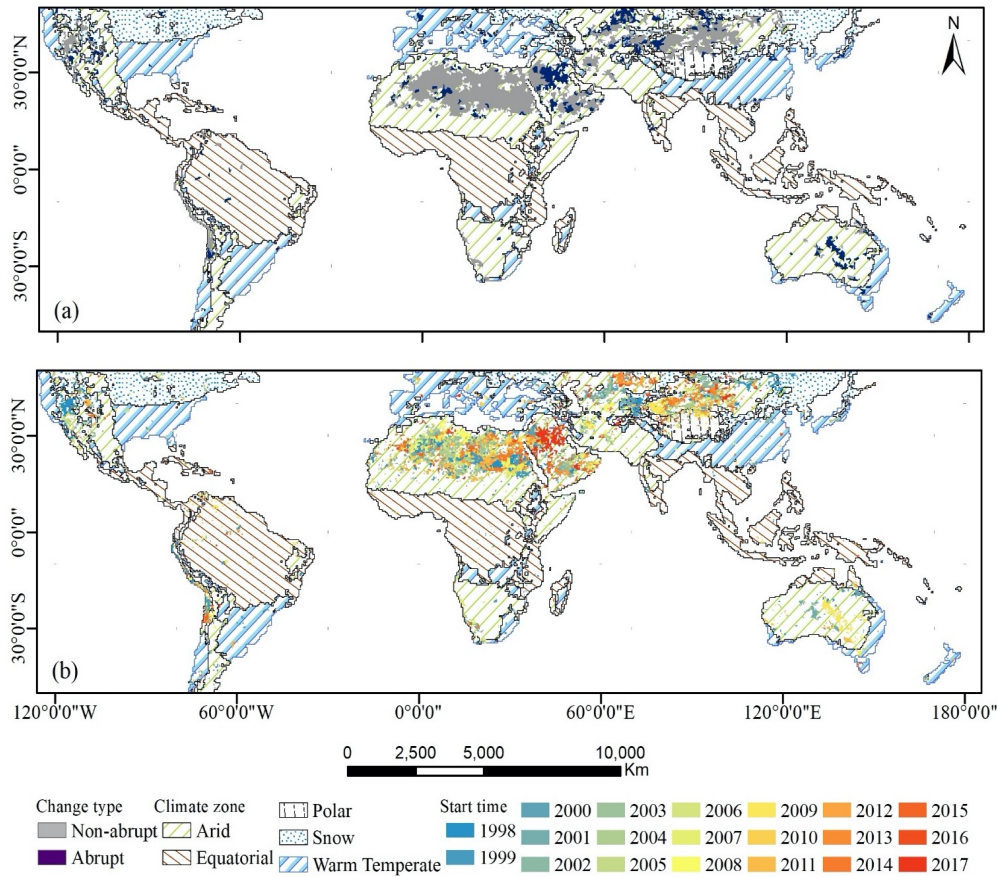 N
30°0'0"N
0°0'0"
30°0'0"S
(a)
30°0'0"N
0°0'0"
30°0'0"S
(b)
120°0'0"W 60°0'0"W 0°0'0" 60°0'0"E 120°0'0"E 180°0'0"
0 2,500 5,000 10,000
Km
Change type Climate zone Polar Start time 2000 2003 2006 2009 2012 2015
Non-abrupt Arid Snow 1998 2001 2004 2007 2010 2013 2016
Abrupt Equatorial Warm Temperate 1999 2002 2005 2008 2011 2014 2017